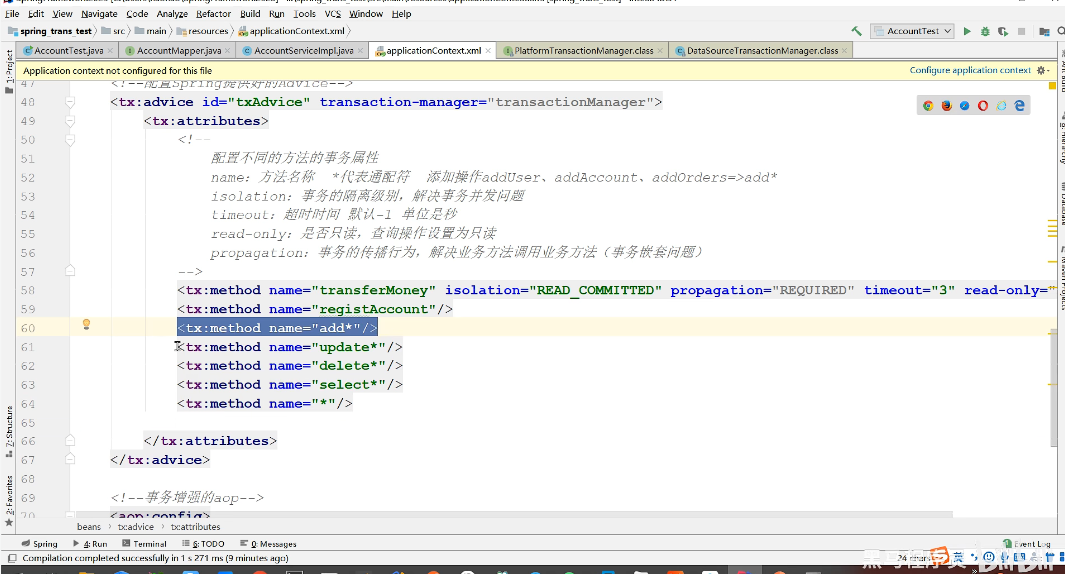 File Edit View Navigate Code Analyze Refactor Build Run Tools VCS Window Help
spring_trans_test src main resources applicationContext.xml AccountTest
AccountTest.java AccountMapper.java AccountServiceImpl.java applicationContext.xml PlatformTransactionManager.class DataSourceTransactionManager.class
Application context not configured for this file Configure application context
47 <!--配置Spring提供好的Advice-->
48 <tx:advice id="txAdvice" transaction-manager="transactionManager">
49 <tx:attributes>
50 <!--
51 配置不同的方法的事务属性
52 name：方法名称 *代表通配符 添加操作addUser、addAccount、addOrders=>add*
53 isolation：事务的隔离级别，解决事务并发问题
54 timeout：超时时间 默认-1 单位是秒
55 read-only：是否只读，查询操作设置为只读
56 propagation：事务的传播行为，解决业务方法调用业务方法（事务嵌套问题）
57 -->
58 <tx:method name="transferMoney" isolation="READ_COMMITTED" propagation="REQUIRED" timeout="3" read-only="
59 <tx:method name="registAccount"/>
60 <tx:method name="add*"/>
61 <tx:method name="update*"/>
62 <tx:method name="delete*"/>
63 <tx:method name="select*"/>
64 <tx:method name="*"/>
65
66 </tx:attributes>
67 </tx:advice>
68
69 <!--事务增强的aop-->
70 <aop:config>
beans tx:advice tx:attributes
1: Project
Z: Structure
2: Favorites
Spring 4: Run Terminal 6: TODO 0: Messages Event Log
Compilation completed successfully in 1 s 271 ms (9 minutes ago) 24 chars